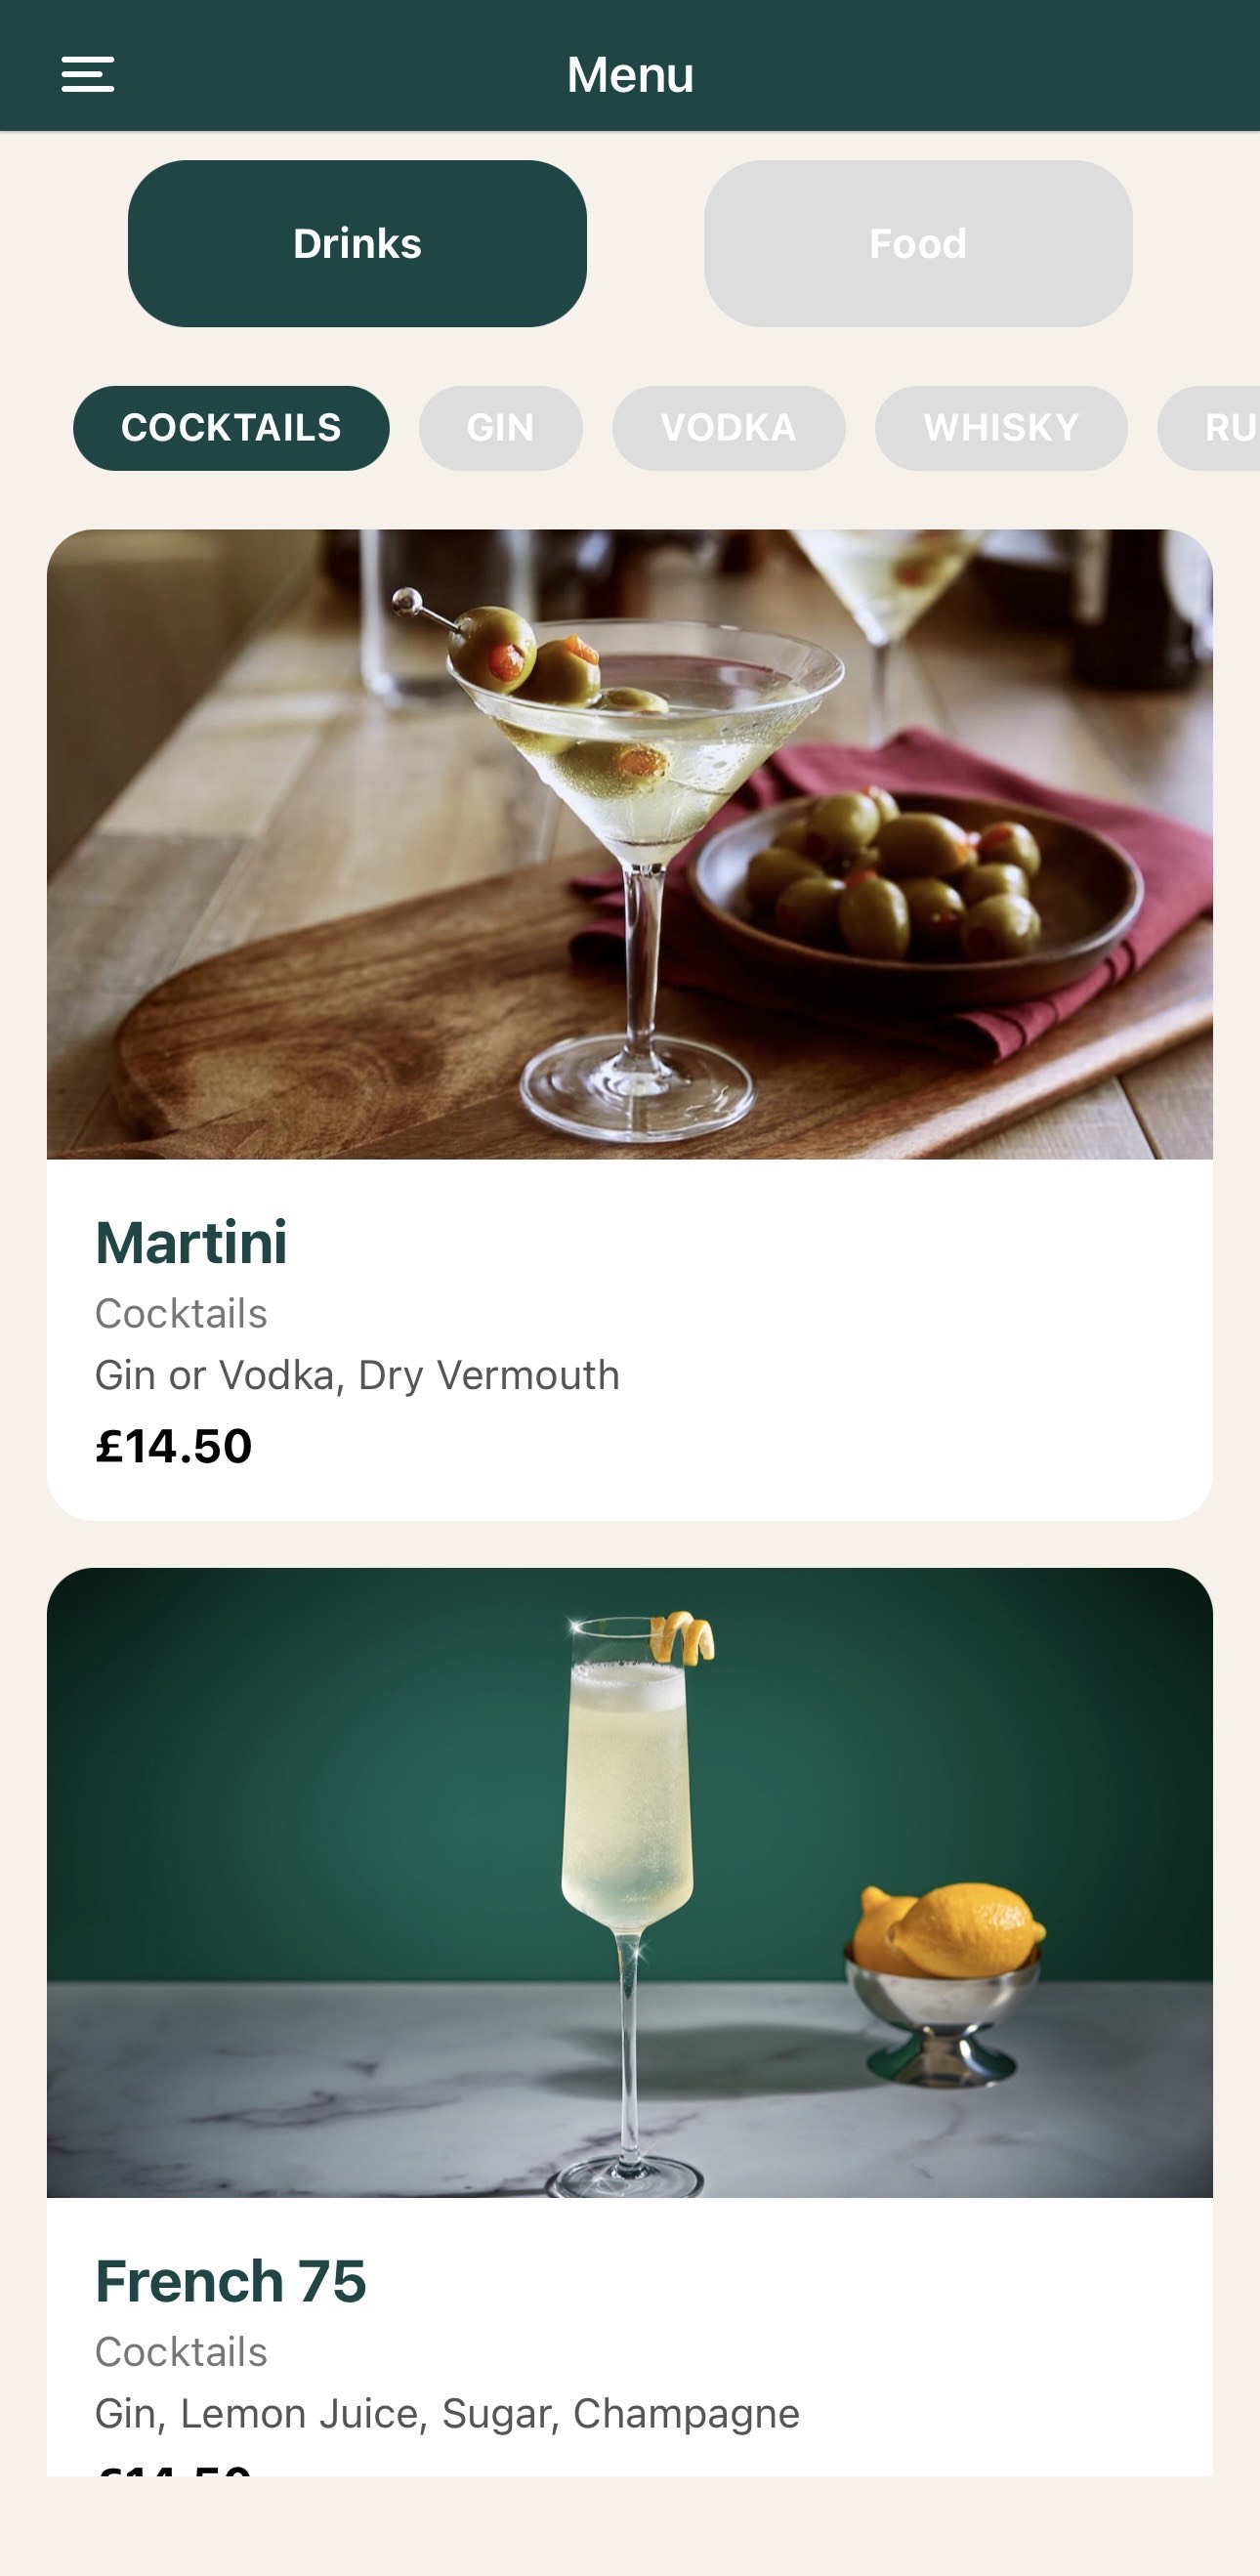 Menu
Drinks
Food
COCKTAILS
GIN
VODKA
WHISKY
Martini
Cocktails
Gin or Vodka, Dry Vermouth
£14.50
French 75
Cocktails
Gin, Lemon Juice, Sugar, Champagne